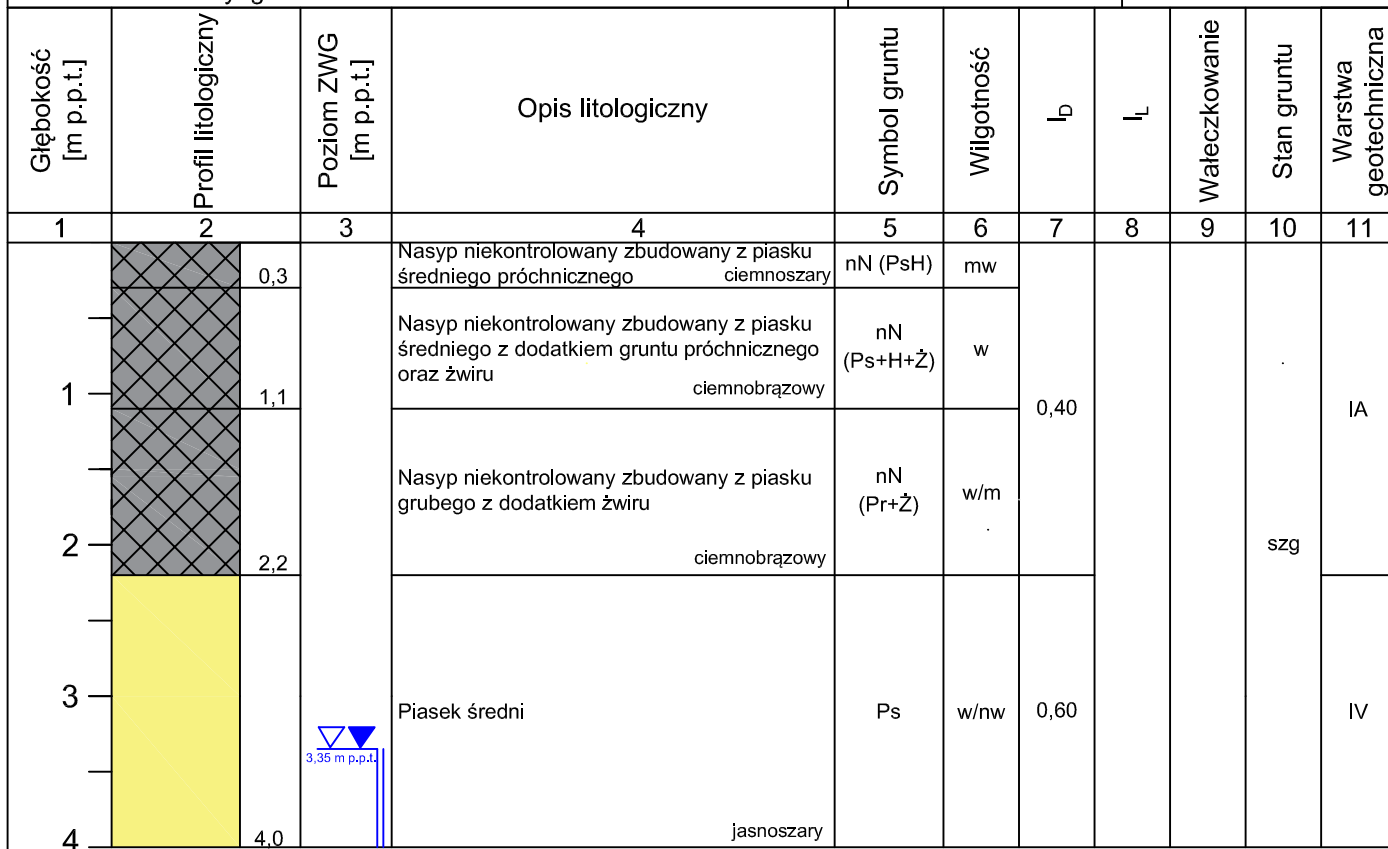 Głębokość
[m p.p.t.]
Profil litologiczny
Poziom ZWG
[m p.p.t.]
Opis litologiczny
Symbol gruntu
Wilgotność
ID
IL
Wałeczkowanie
Stan gruntu
Warstwa
geotechniczna
1 2 3 4 5 6 7 8 9 10 11
Nasyp niekontrolowany zbudowany z piasku
średniego próchnicznego
ciemnoszary
0,3
nN (PsH)
mw
Nasyp niekontrolowany zbudowany z piasku
średniego z dodatkiem gruntu próchnicznego
oraz żwiru
ciemnobrązowy
1
1,1
nN
(Ps+H+Ż)
w
0,40
IA
Nasyp niekontrolowany zbudowany z piasku
grubego z dodatkiem żwiru
ciemnobrązowy
2
2,2
nN
(Pr+Ż)
w/m
szg
3
3,35 m p.p.t.
Piasek średni
jasnoszary
Ps
w/nw
0,60
IV
4
4,0